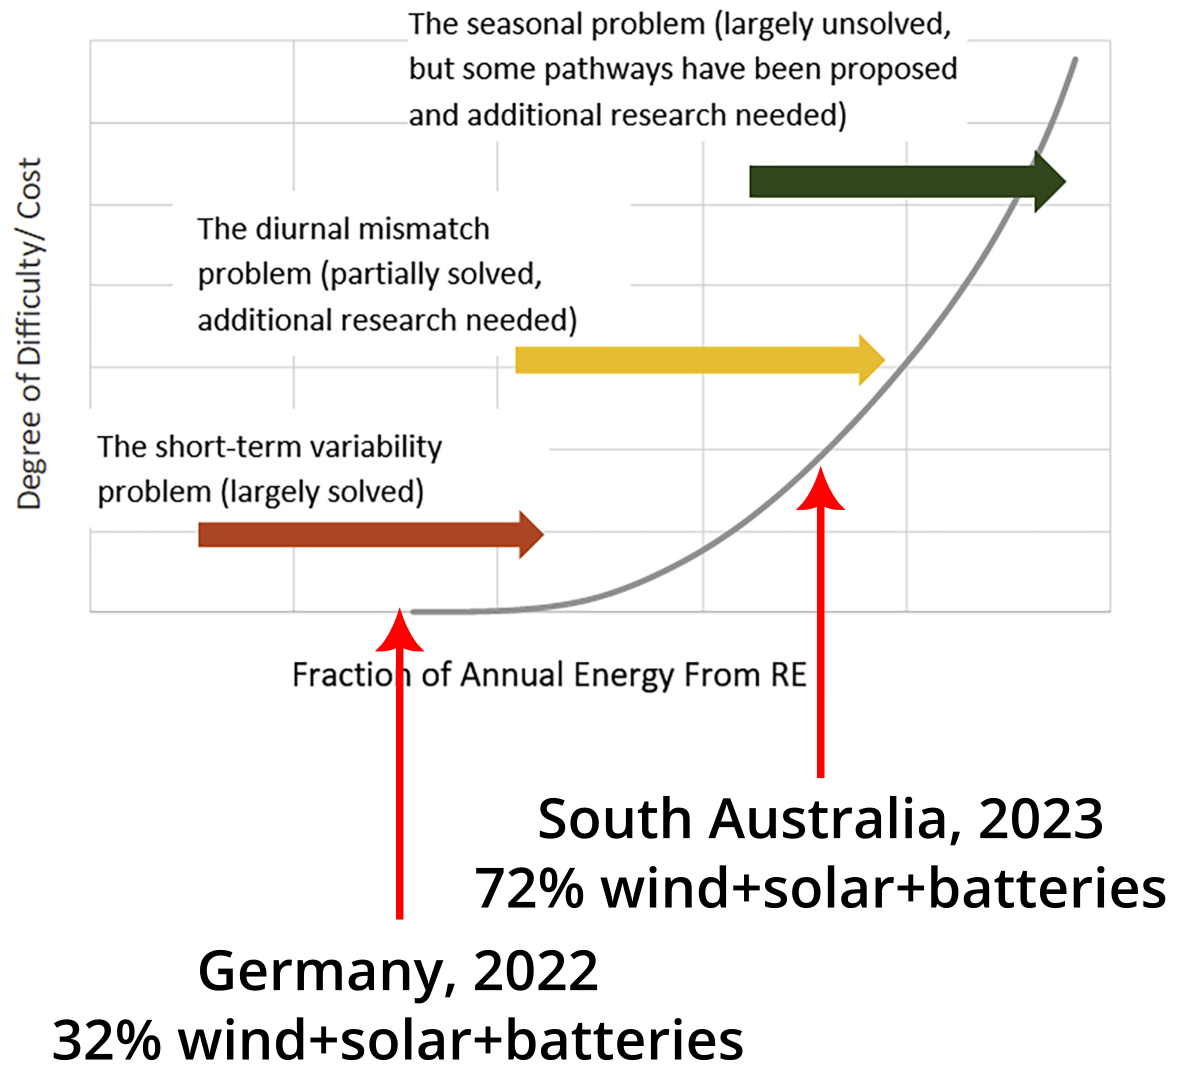 The seasonal problem (largely unsolved,
but some pathways have been proposed
and additional research needed)
The diurnal mismatch
problem (partially solved,
additional research needed)
The short-term variability
problem (largely solved)
Degree of Difficulty/ Cost
Fraction of Annual Energy From RE
South Australia, 2023
72% wind+solar+batteries
Germany, 2022
32% wind+solar+batteries